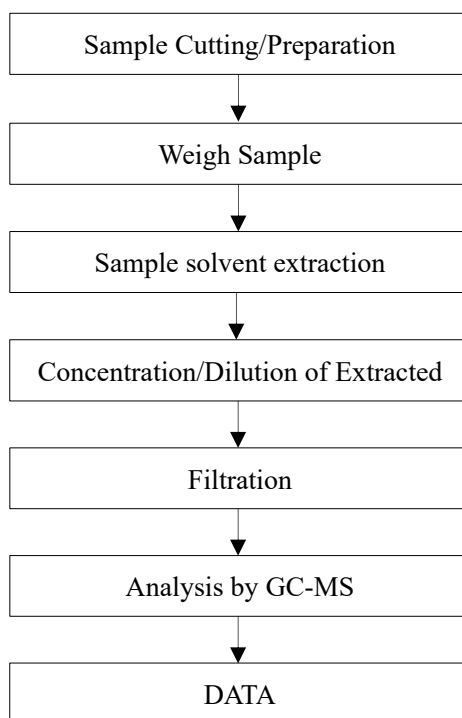 Sample Cutting/Preparation
Weigh Sample
Sample solvent extraction
Concentration/Dilution of Extracted
Filtration
Analysis by GC-MS
DATA